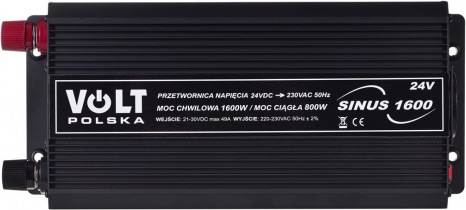 VOLT
POLSKA
24V
PRZETWORNICA NAPIĘCIA 24VDC → 230VAC 50Hz
MOC CHWILOWA 1600W / MOC CIĄGŁA 800W
SINUS 1600
WEJŚCIE: 21-30VDC max 49A WYJŚCIE: 220-230VAC 50Hz ± 2%
CE